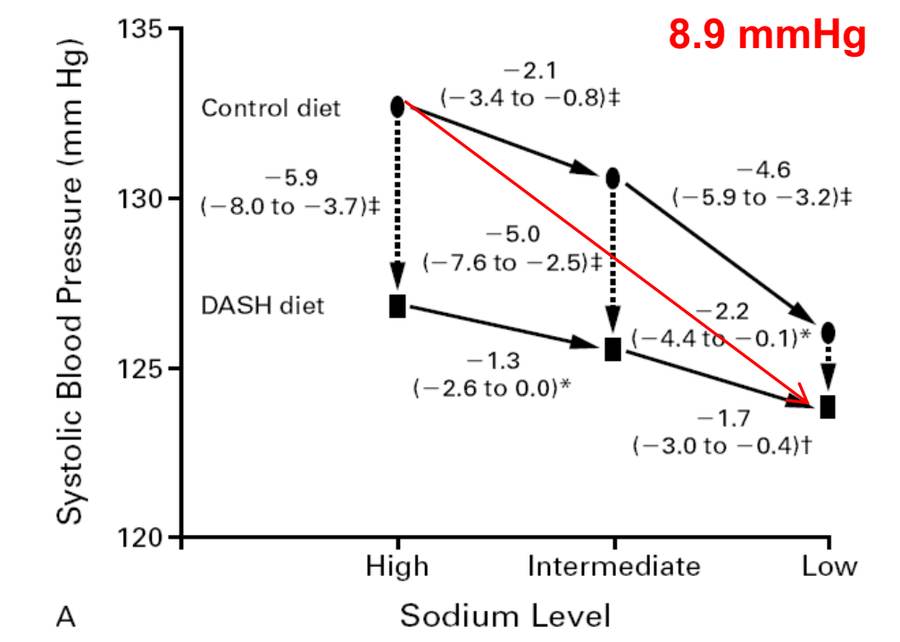 8.9 mmHg
135
130
125
120
Systolic Blood Pressure (mm Hg)
Control diet
−2.1
(−3.4 to −0.8)‡
−4.6
(−5.9 to −3.2)‡
−5.9
(−8.0 to −3.7)‡
−5.0
(−7.6 to −2.5)‡
DASH diet
−2.2
(−4.4 to −0.1)*
−1.3
(−2.6 to 0.0)*
−1.7
(−3.0 to −0.4)†
High
Intermediate
Low
A
Sodium Level